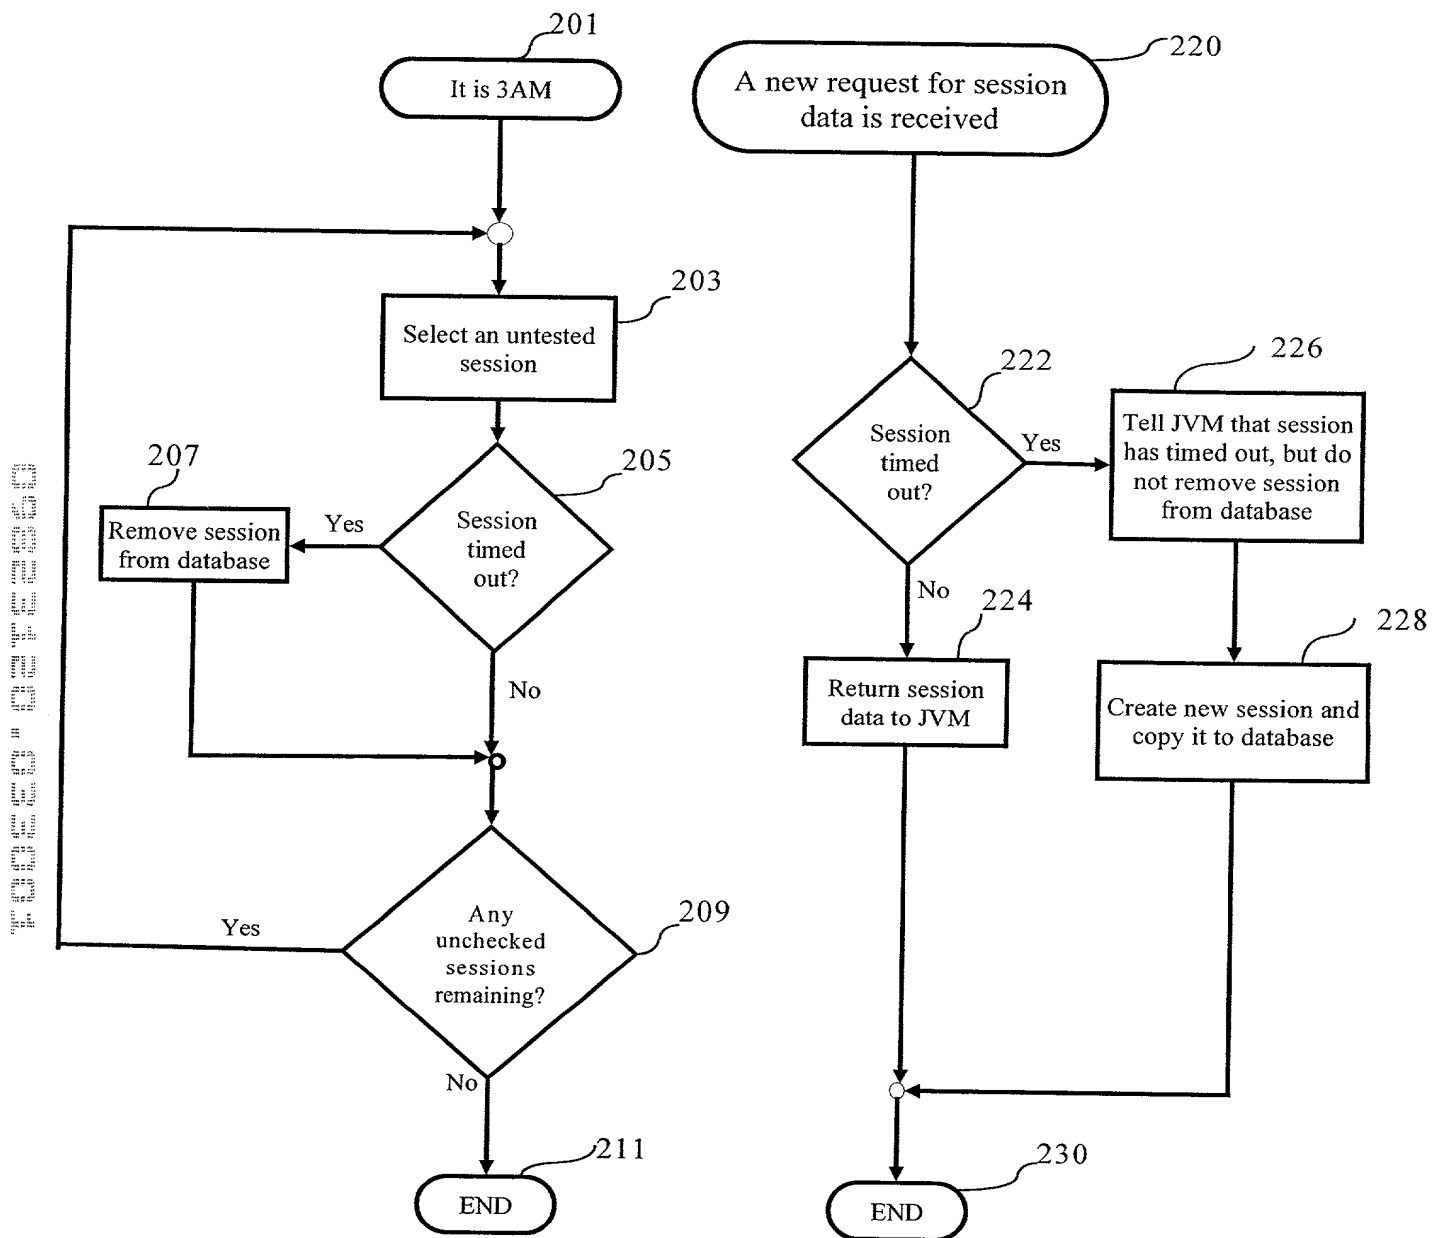 201
It is 3AM
203
Select an untested
session
205
Session
timed
out?
Yes
207
Remove session
from database
No
209
Any
unchecked
sessions
remaining?
Yes
No
211
END
220
A new request for session
data is received
222
Session
timed
out?
Yes
226
Tell JVM that session
has timed out, but do
not remove session
from database
No
224
Return session
data to JVM
228
Create new session and
copy it to database
230
END